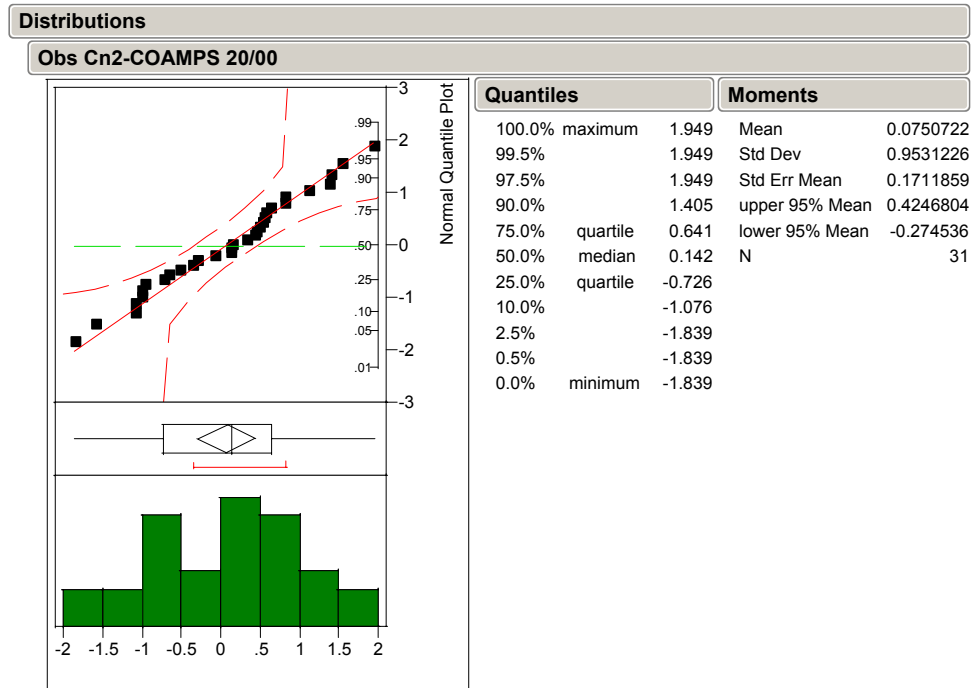 Distributions
Obs Cn2-COAMPS 20/00
3
2
1
0
-1
-2
-3
.99
.95
.90
.75
.50
.25
.10
.05
.01
Normal Quantile Plot
-2 -1.5 -1 -0.5 0 .5 1 1.5 2
Quantiles
100.0% maximum 1.949
99.5% 1.949
97.5% 1.949
90.0% 1.405
75.0% quartile 0.641
50.0% median 0.142
25.0% quartile -0.726
10.0% -1.076
2.5% -1.839
0.5% -1.839
0.0% minimum -1.839
Moments
Mean 0.0750722
Std Dev 0.9531226
Std Err Mean 0.1711859
upper 95% Mean 0.4246804
lower 95% Mean -0.274536
N 31